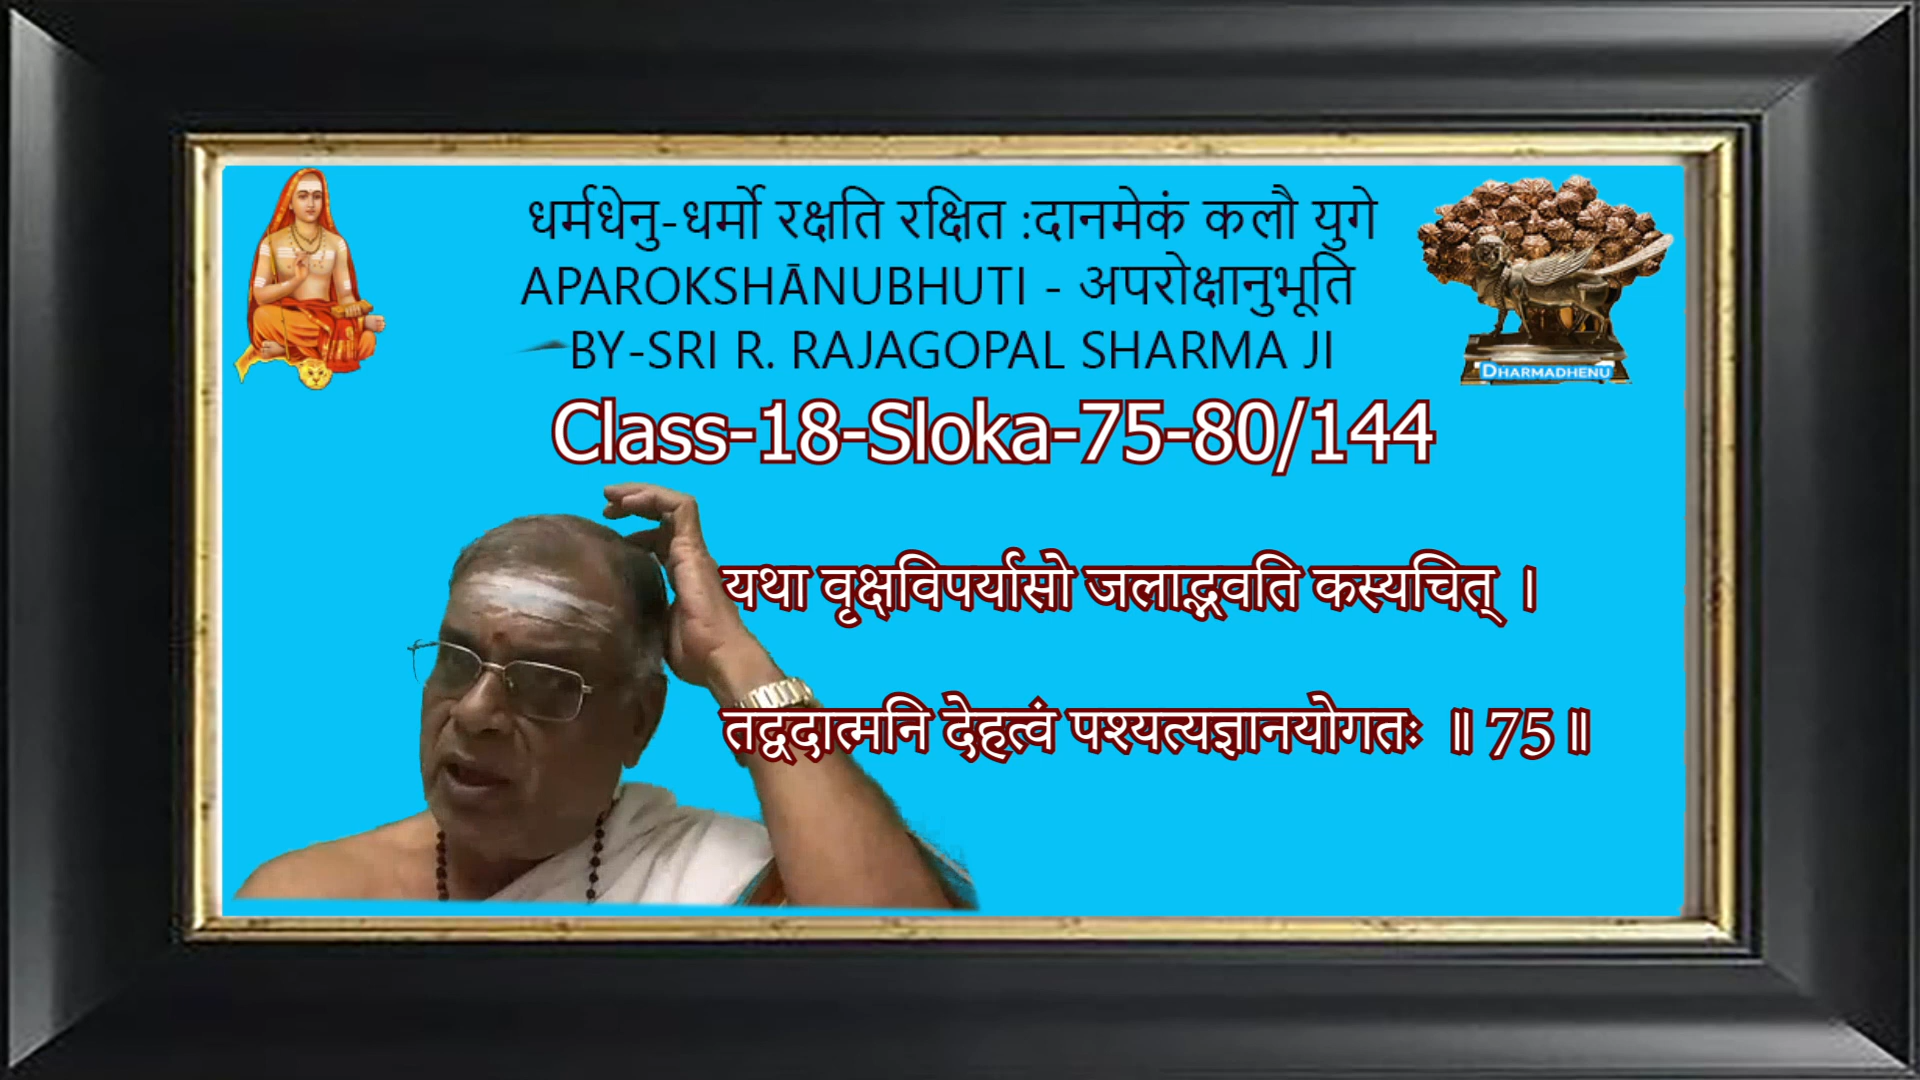 धर्मधेनु-धर्मो रक्षति रक्षित :दानमेकं कलौ युगे
APAROKSHĀNUBHUTI - अपरोक्षानुभूति
BY-SRI R. RAJAGOPAL SHARMA JI
DHARMADHENU
Class-18-Sloka-75-80/144
यथा वृक्षविपर्यासो जलाद्भवति कस्यचित् ।
तद्वदात्मनि देहत्वं पश्यत्यज्ञानयोगतः ॥ 75॥